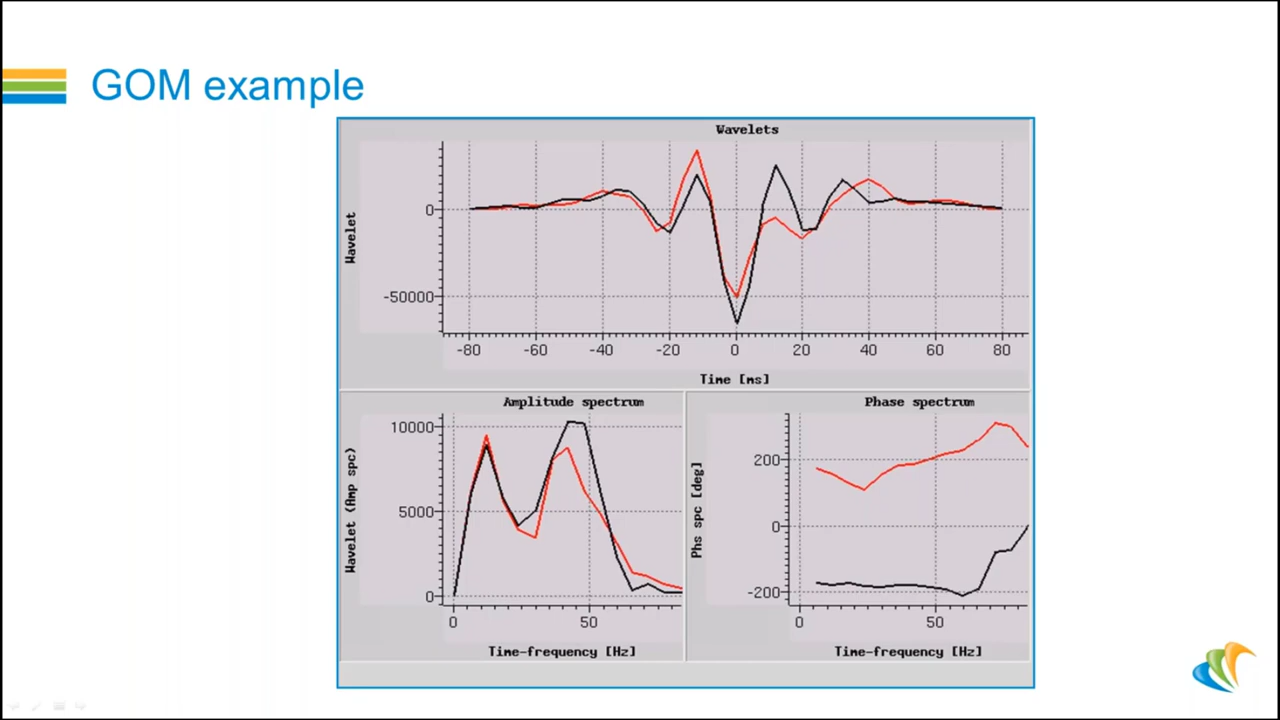 GOM example
Wavelets
Wavelet
0
-50000
-80 -60 -40 -20 0 20 40 60 80
Time [ms]
Amplitude spectrum
Wavelet (Amp spc)
10000
5000
0
0 50
Time-frequency [Hz]
Phase spectrum
Phs spc [deg]
200
0
-200
0 50
Time-frequency [Hz]